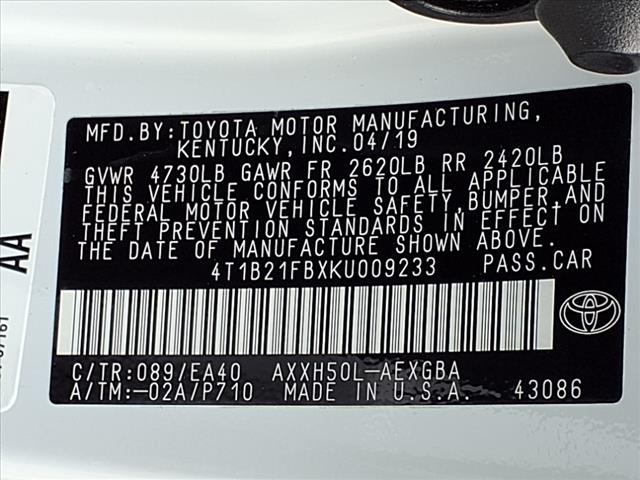 MFD.BY:TOYOTA MOTOR MANUFACTURING,
KENTUCKY,INC.04/19
GVWR 4730LB GAWR FR 2620LB RR 2420LB
THIS VEHICLE CONFORMS TO ALL APPLICABLE
FEDERAL MOTOR VEHICLE SAFETY,BUMPER,AND
THEFT PREVENTION STANDARDS IN EFFECT ON
THE DATE OF MANUFACTURE SHOWN ABOVE.
4T1B21FBXKU009233 PASS.CAR
C/TR:089/EA40 AXXH50L-AEXGBA
A/TM:-02A/P710 MADE IN U.S.A. 43086
AA